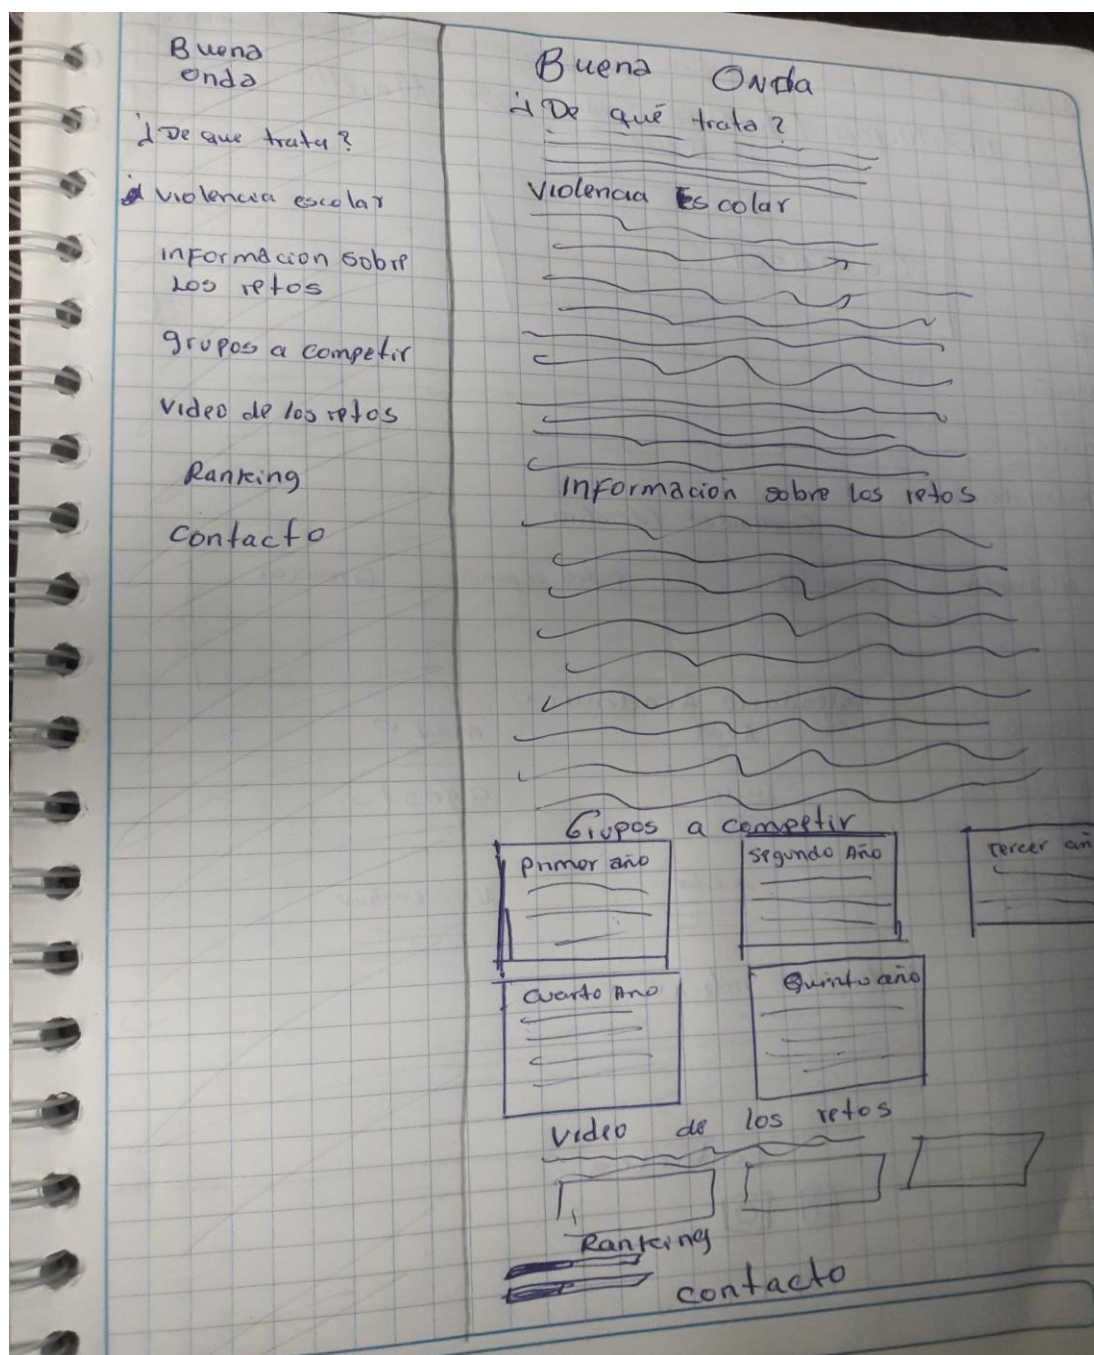 Buena
onda
¿De que trata?
violencia escolar
informacion sobre
Los retos
grupos a competir
video de los retos
Ranking
Contacto
Buena Onda
¿De qué trata?
Violencia Escolar
informacion sobre los retos
Grupos a competir
Primer año
Segundo Año
tercer añ
Cuarto Año
Quinto año
video de los retos
Ranking
contacto